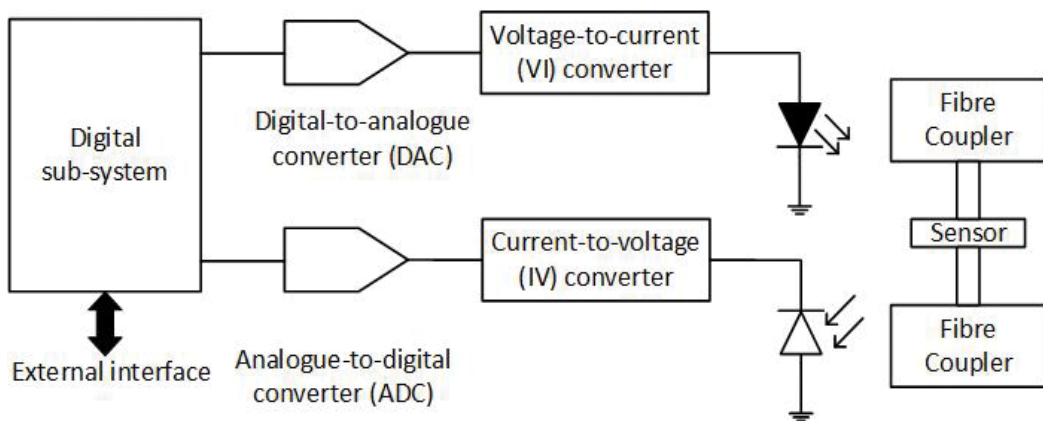 Digital
sub-system
External interface
Digital-to-analogue
converter (DAC)
Voltage-to-current
(VI) converter
Analogue-to-digital
converter (ADC)
Current-to-voltage
(IV) converter
Fibre
Coupler
Sensor
Fibre
Coupler